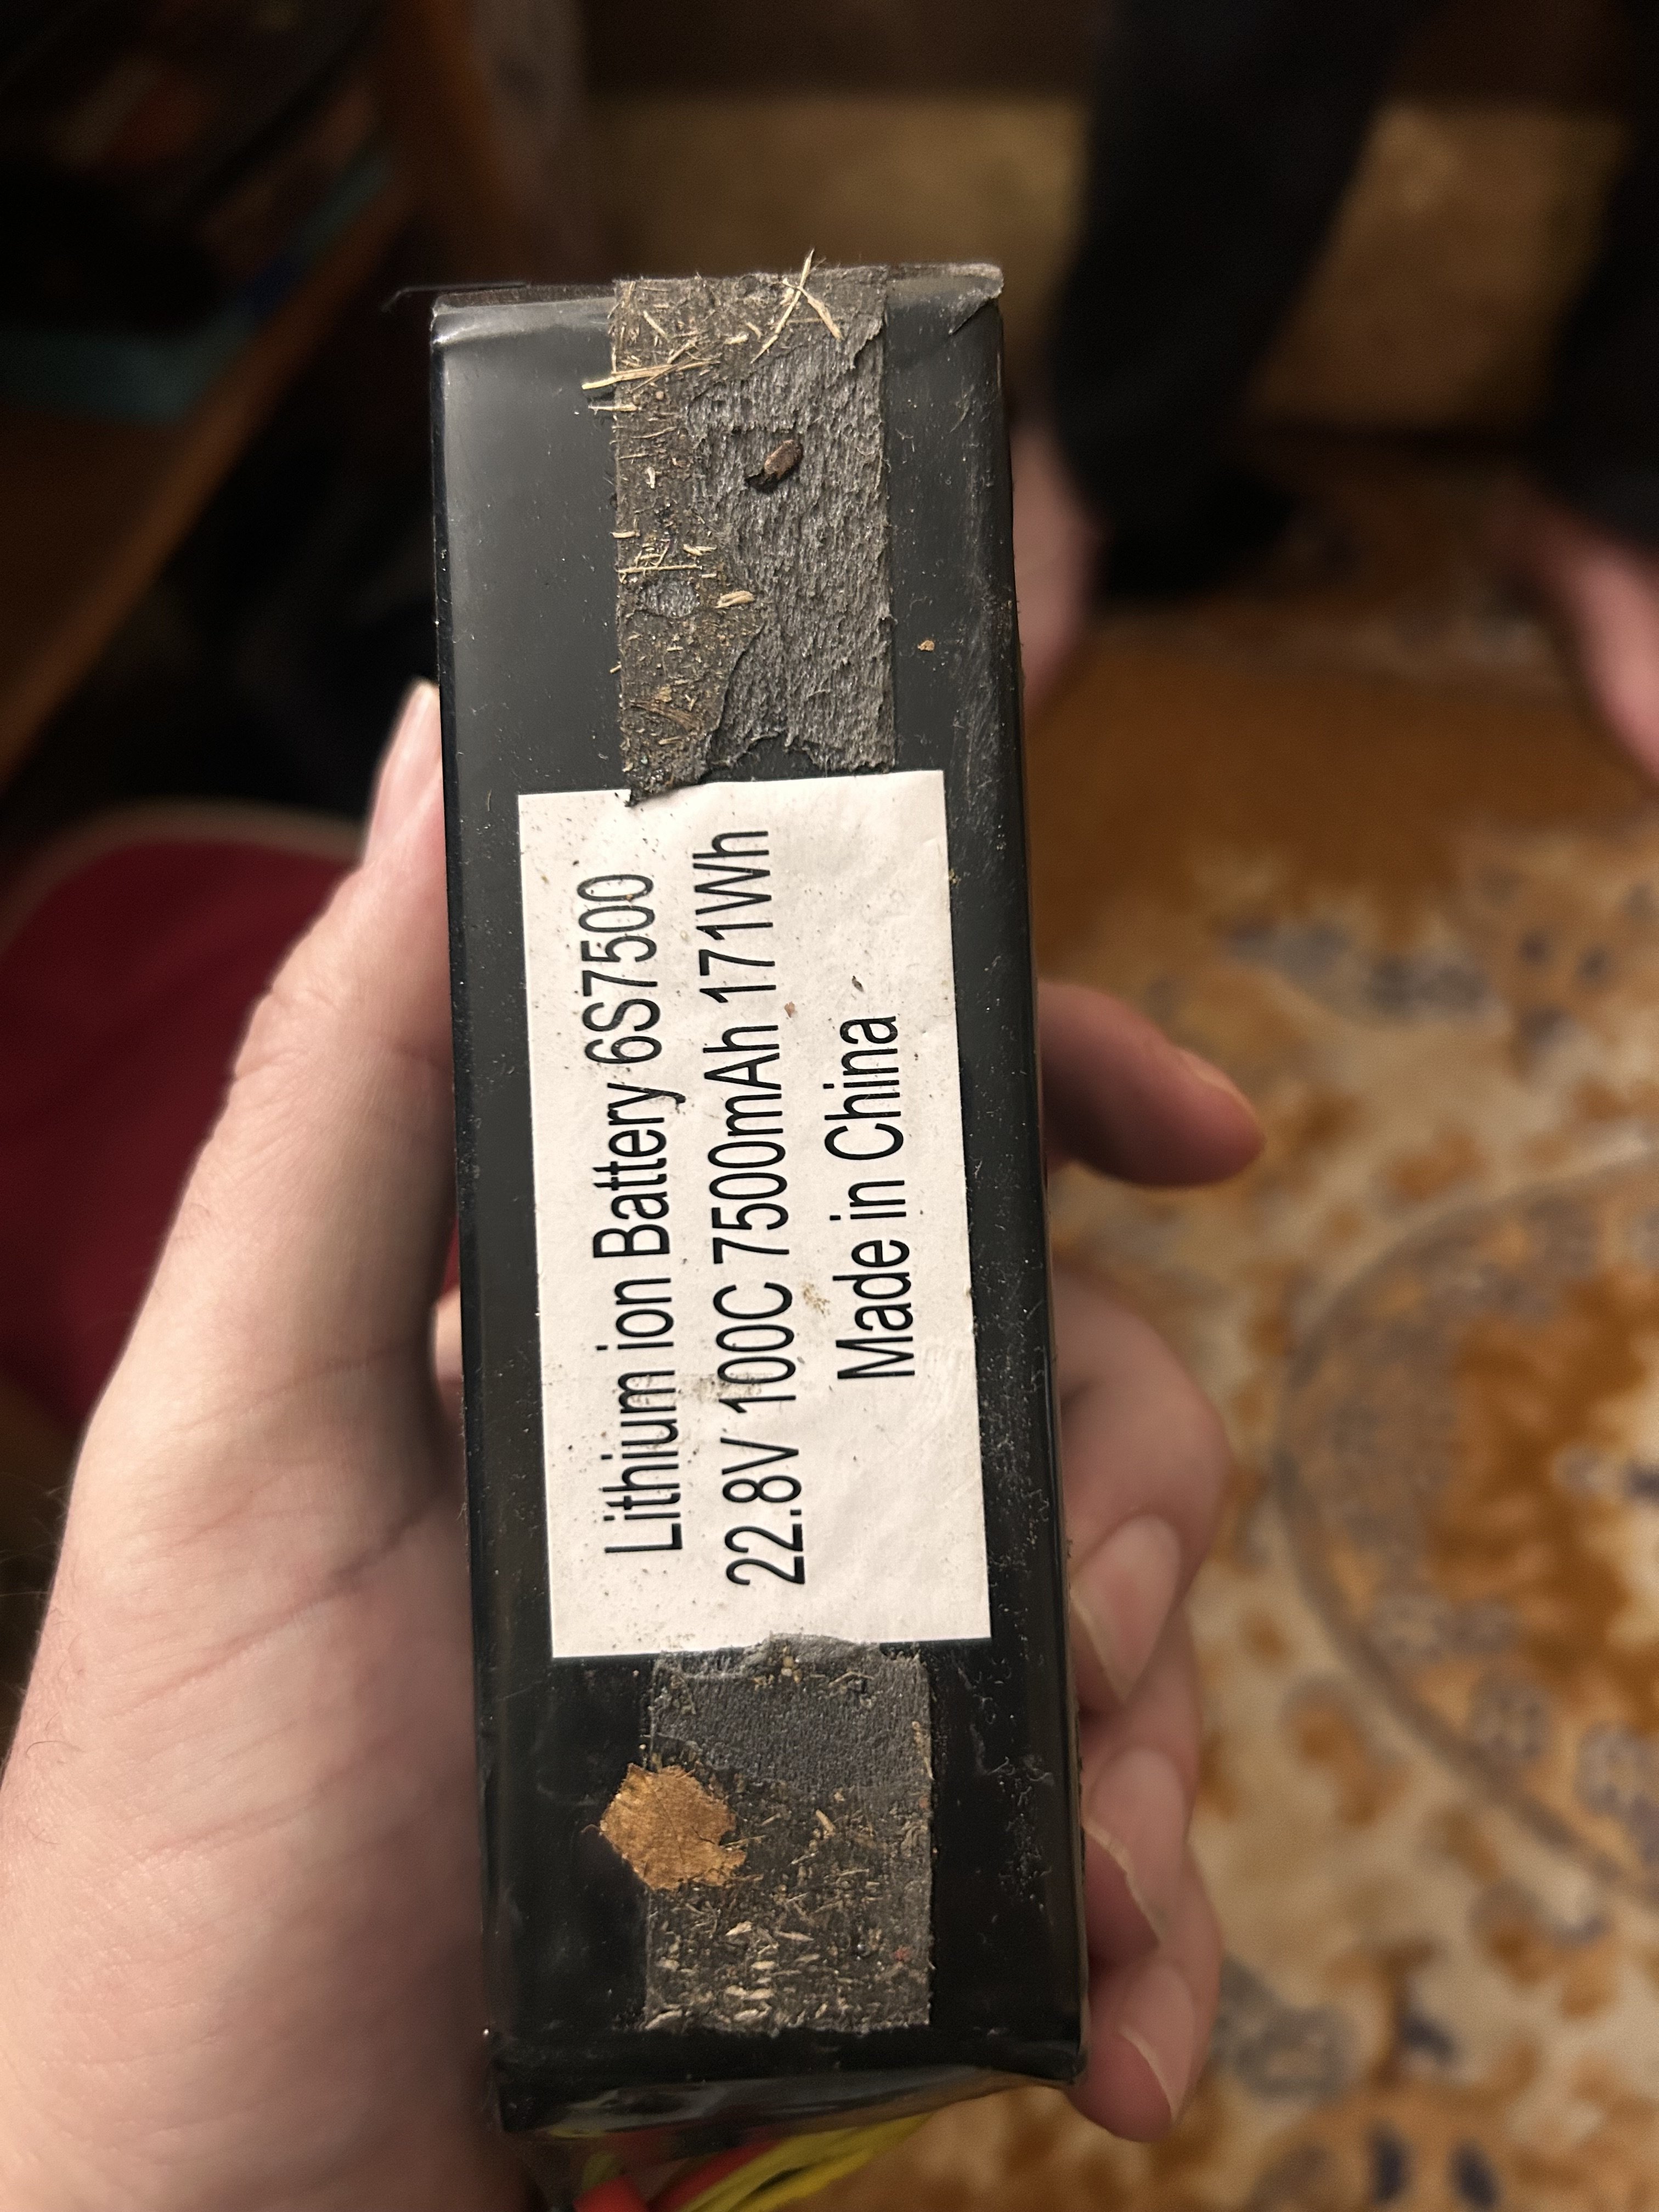 Lithium ion Battery 6S7500
22.8V 100C 7500mAh 171Wh
Made in China